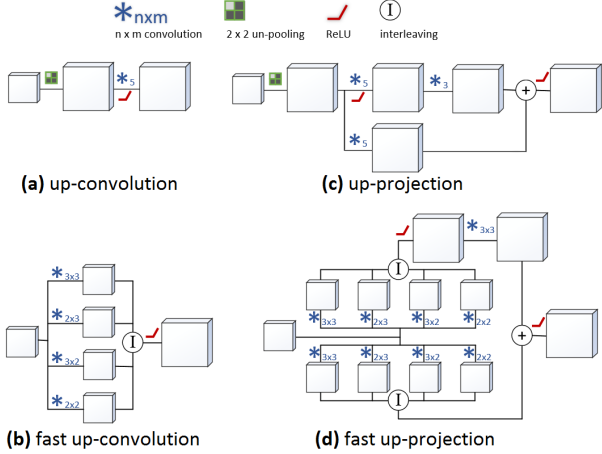 *nxm
n x m convolution
2 x 2 un-pooling
ReLU
I
interleaving
*5
(a) up-convolution
*5
*3
*5
+
(c) up-projection
*3x3
*2x3
*3x2
*2x2
I
(b) fast up-convolution
*3x3
I
*3x3 *2x3 *3x2 *2x2
*3x3 *2x3 *3x2 *2x2
I
+
(d) fast up-projection